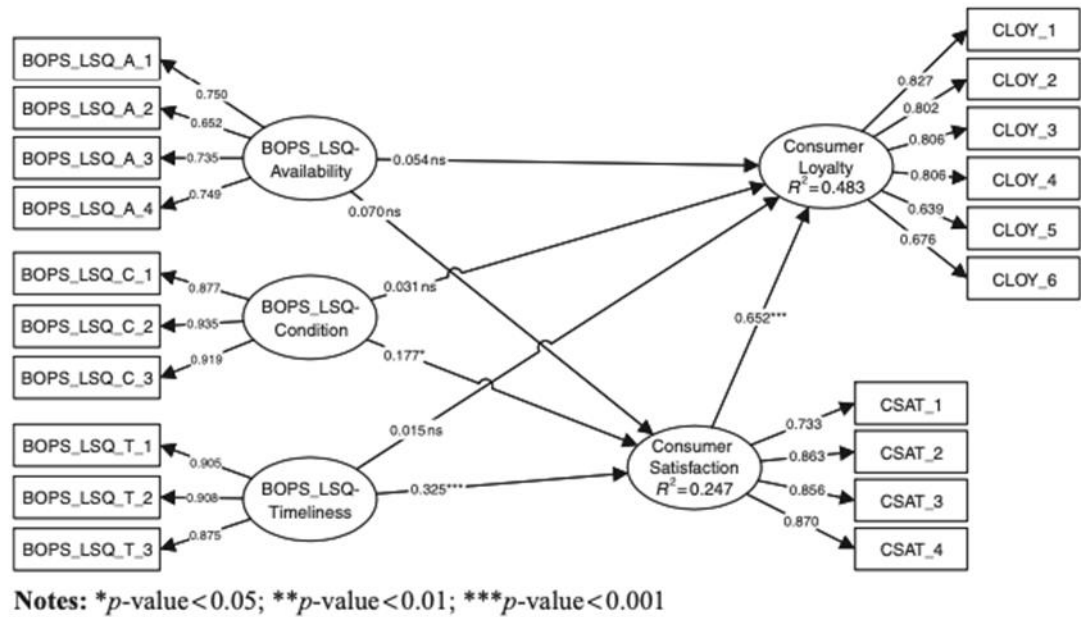 BOPS_LSQ_A_1
BOPS_LSQ_A_2
BOPS_LSQ_A_3
BOPS_LSQ_A_4
0.750
0.652
0.735
0.749
BOPS_LSQ-
Availability
0.054ns
0.070ns
BOPS_LSQ_C_1
BOPS_LSQ_C_2
BOPS_LSQ_C_3
0.877
0.935
0.919
BOPS_LSQ-
Condition
0.031ns
0.177*
BOPS_LSQ_T_1
BOPS_LSQ_T_2
BOPS_LSQ_T_3
0.905
0.908
0.875
BOPS_LSQ-
Timeliness
0.015ns
0.325***
Consumer
Loyalty
R²=0.483
0.827
0.802
0.806
0.806
0.639
0.676
CLOY_1
CLOY_2
CLOY_3
CLOY_4
CLOY_5
CLOY_6
0.652***
Consumer
Satisfaction
R²=0.247
0.733
0.863
0.856
0.870
CSAT_1
CSAT_2
CSAT_3
CSAT_4
Notes: *p-value<0.05; **p-value<0.01; ***p-value<0.001